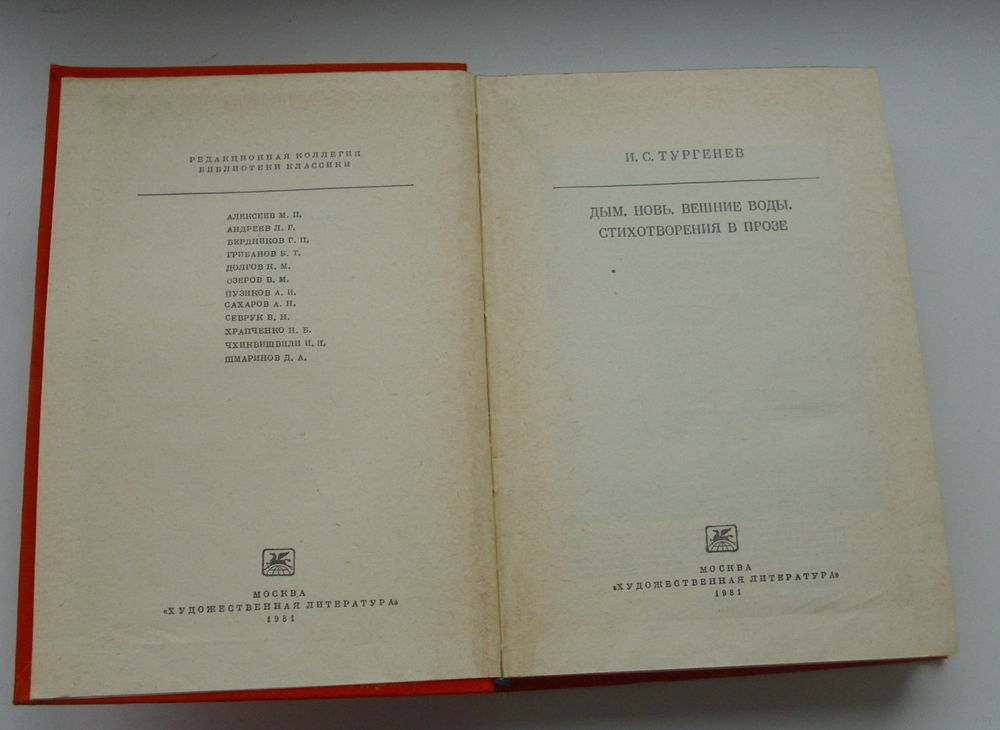 РЕДАКЦИОННАЯ КОЛЛЕГИЯ
БИБЛИОТЕКИ КЛАССИКИ
АЛЕКСЕЕВ М. П.
АНДРЕЕВ Л. Г.
БЕРДНИКОВ Г. П.
ГРИБАНОВ Б. Т.
ДОЛГОВ К. М.
ОЗЕРОВ В. М.
ПУЗИКОВ А. И.
САХАРОВ А. Н.
СЕВРУК В. Н.
ХРАПЧЕНКО М. Б.
ЧХИКВИШВИЛИ И. И.
ШМАРИНОВ Д. А.
МОСКВА
«ХУДОЖЕСТВЕННАЯ ЛИТЕРАТУРА»
1981
И. С. ТУРГЕНЕВ
ДЫМ. НОВЬ. ВЕШНИЕ ВОДЫ.
СТИХОТВОРЕНИЯ В ПРОЗЕ
МОСКВА
«ХУДОЖЕСТВЕННАЯ ЛИТЕРАТУРА»
1981